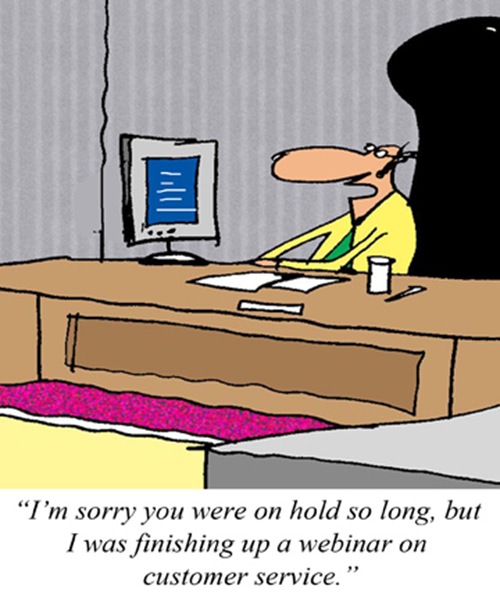 “I’m sorry you were on hold so long, but
I was finishing up a webinar on
customer service.”